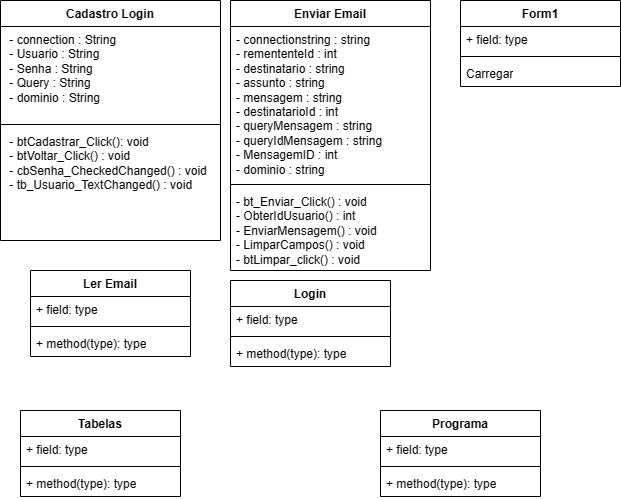 Cadastro Login
- connection : String
- Usuario : String
- Senha : String
- Query : String
- dominio : String
- btCadastrar_Click(): void
- btVoltar_Click() : void
- cbSenha_CheckedChanged() : void
- tb_Usuario_TextChanged() : void
Enviar Email
- connectionstring : string
- remententeId : int
- destinatario : string
- assunto : string
- mensagem : string
- destinatarioId : int
- queryMensagem : string
- queryIdMensagem : string
- MensagemID : int
- dominio : string
- bt_Enviar_Click() : void
- ObterIdUsuario() : int
- EnviarMensagem() : void
- LimparCampos() : void
- btLimpar_click() : void
Form1
+ field: type
Carregar
Ler Email
+ field: type
+ method(type): type
Login
+ field: type
+ method(type): type
Tabelas
+ field: type
+ method(type): type
Programa
+ field: type
+ method(type): type